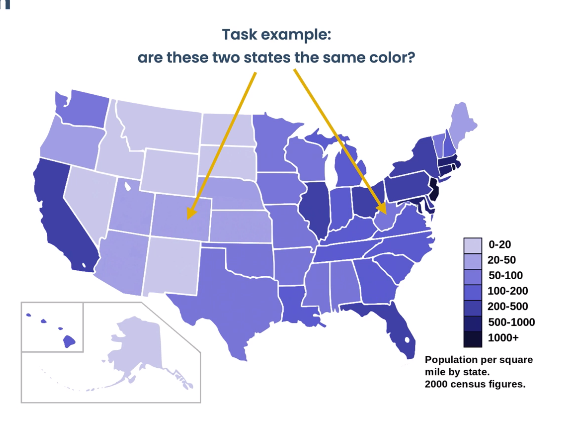 Task example:
are these two states the same color?
0-20
20-50
50-100
100-200
200-500
500-1000
1000+
Population per square
mile by state.
2000 census figures.